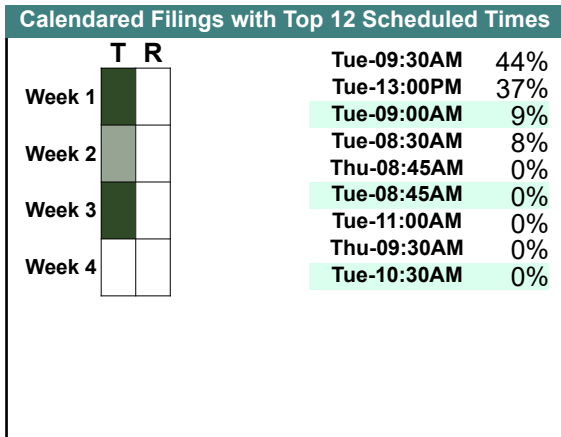 Calendared Filings with Top 12 Scheduled Times
T R
Week 1
Week 2
Week 3
Week 4
Tue-09:30AM 44%
Tue-13:00PM 37%
Tue-09:00AM 9%
Tue-08:30AM 8%
Thu-08:45AM 0%
Tue-08:45AM 0%
Tue-11:00AM 0%
Thu-09:30AM 0%
Tue-10:30AM 0%